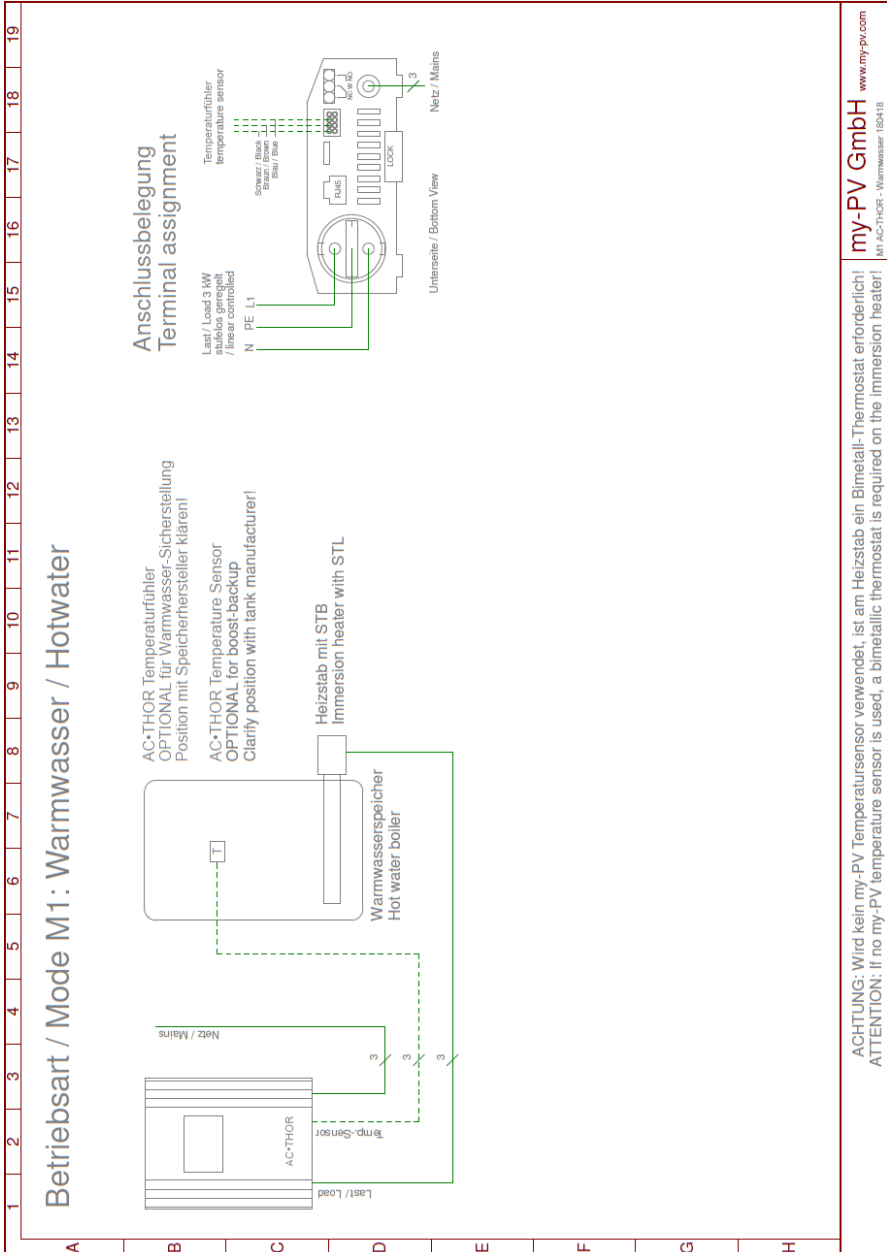 1 2 3 4 5 6 7 8 9 10 11 12 13 14 15 16 17 18 19
A
B
C
D
E
F
G
H
Betriebsart / Mode M1: Warmwasser / Hotwater
AC•THOR
Last / Load
Temp.-Sensor
Netz / Mains
3
3
3
T
Warmwasserspeicher
Hot water boiler
AC•THOR Temperaturfühler
OPTIONAL für Warmwasser-Sicherstellung
Position mit Speicherhersteller klären!
AC•THOR Temperature Sensor
OPTIONAL for boost-backup
Clarify position with tank manufacturer!
Heizstab mit STB
Immersion heater with STL
Anschlussbelegung
Terminal assignment
Last / Load 3 kW
stufelos geregelt
/ linear controlled
N PE L1
Temperaturfühler
temperature sensor
Schwarz / Black
Braun / Brown
Blau / Blue
RJ45
LOCK
NC W NO
3
Netz / Mains
Unterseite / Bottom View
ACHTUNG: Wird kein my-PV Temperatursensor verwendet, ist am Heizstab ein Bimetall-Thermostat erforderlich!
ATTENTION: If no my-PV temperature sensor is used, a bimetallic thermostat is required on the immersion heater!
my-PV GmbH www.my-pv.com
M1 AC•THOR - Warmwasser 180418